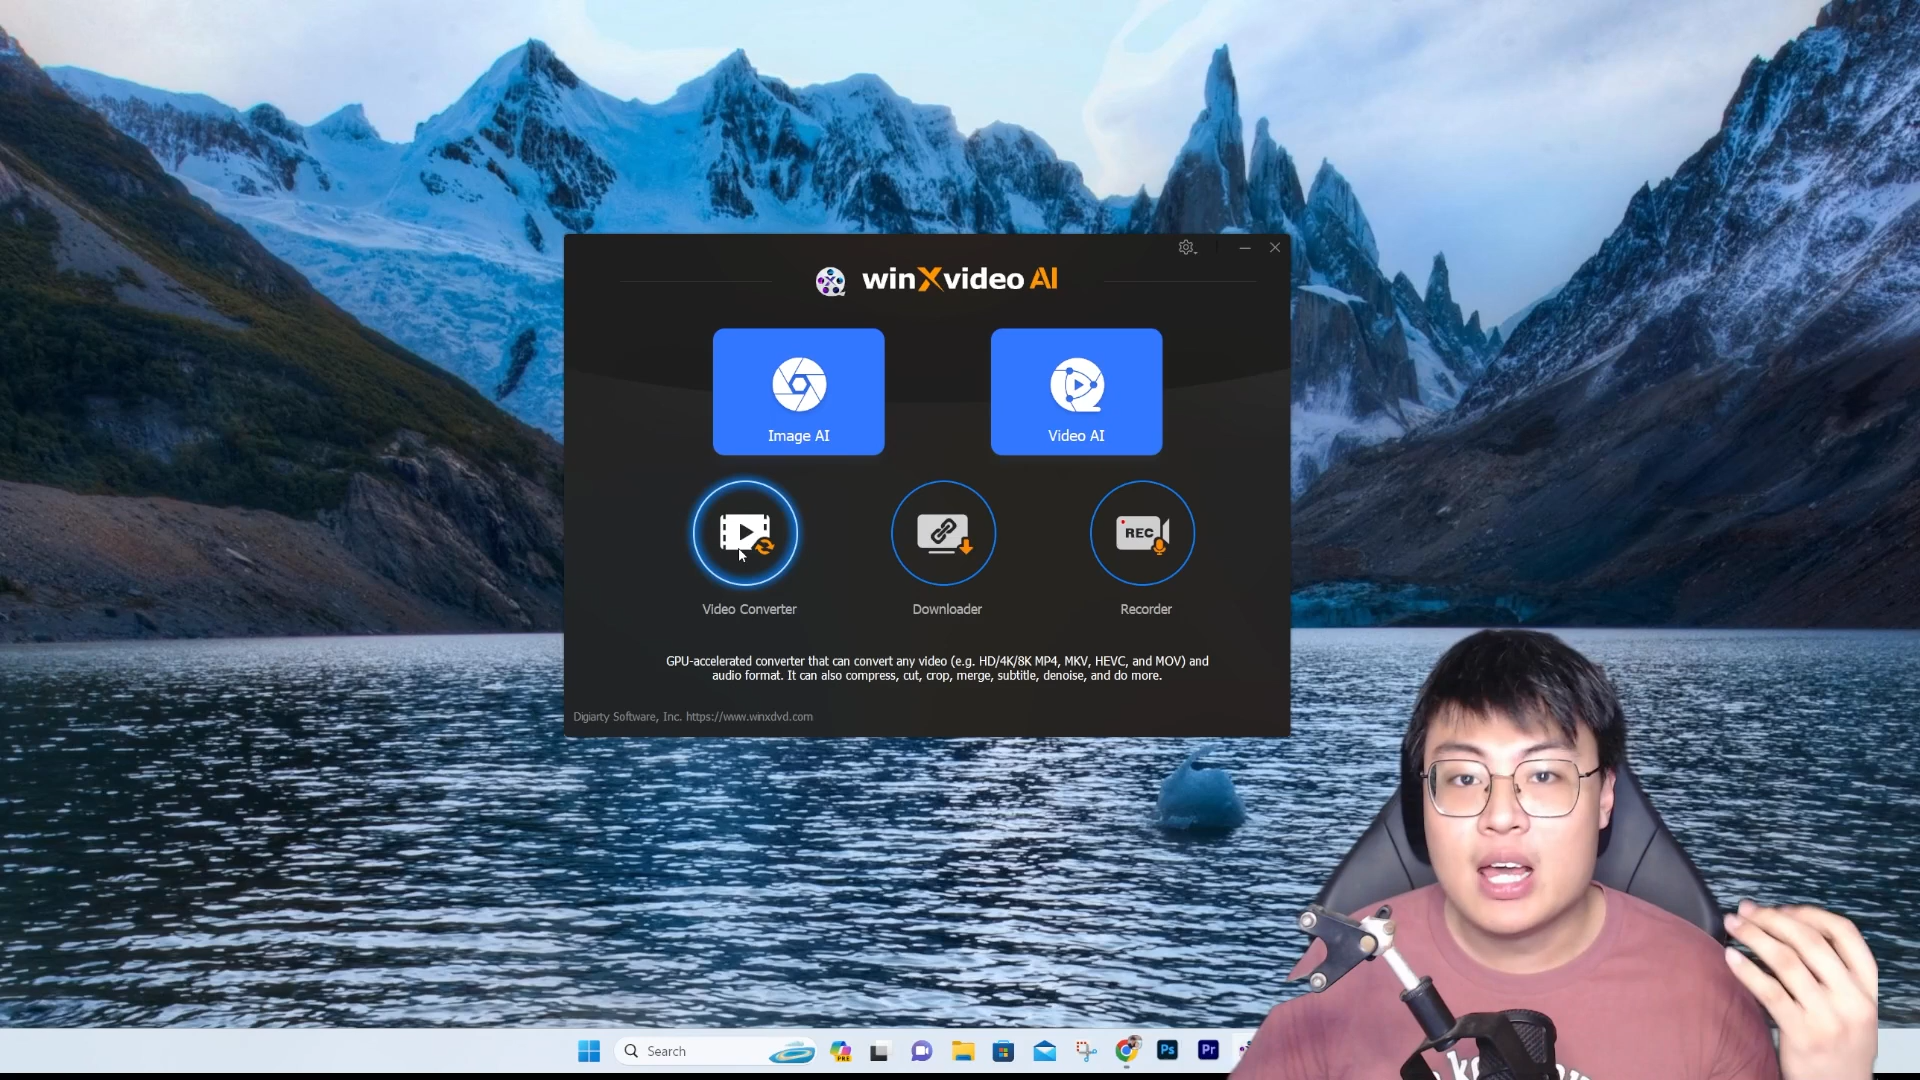 winXvideo AI
Image AI
Video AI
REC
Video Converter
Downloader
Recorder
GPU-accelerated converter that can convert any video (e.g. HD/4K/8K MP4, MKV, HEVC, and MOV) and
audio format. It can also compress, cut, crop, merge, subtitle, denoise, and do more.
Digiarty Software, Inc. https://www.winxdvd.com
Search
PRE
Ps
Pr